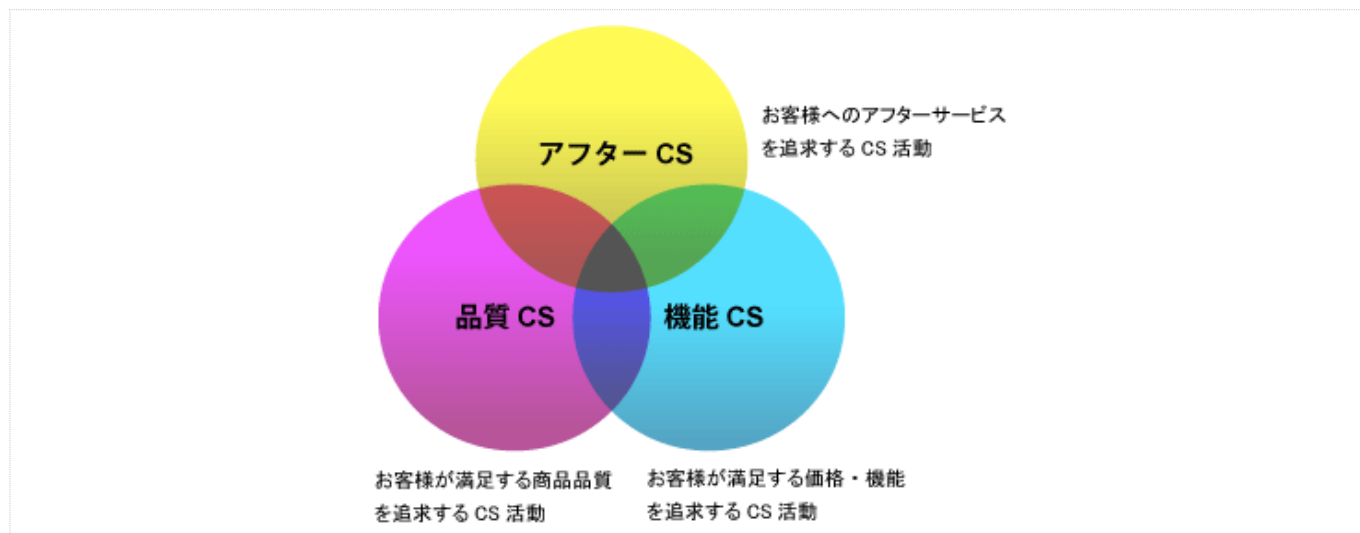 アフター CS
お客様へのアフターサービス
を追求する CS 活動
品質 CS
機能 CS
お客様が満足する商品品質
を追求する CS 活動
お客様が満足する価格・機能
を追求する CS 活動